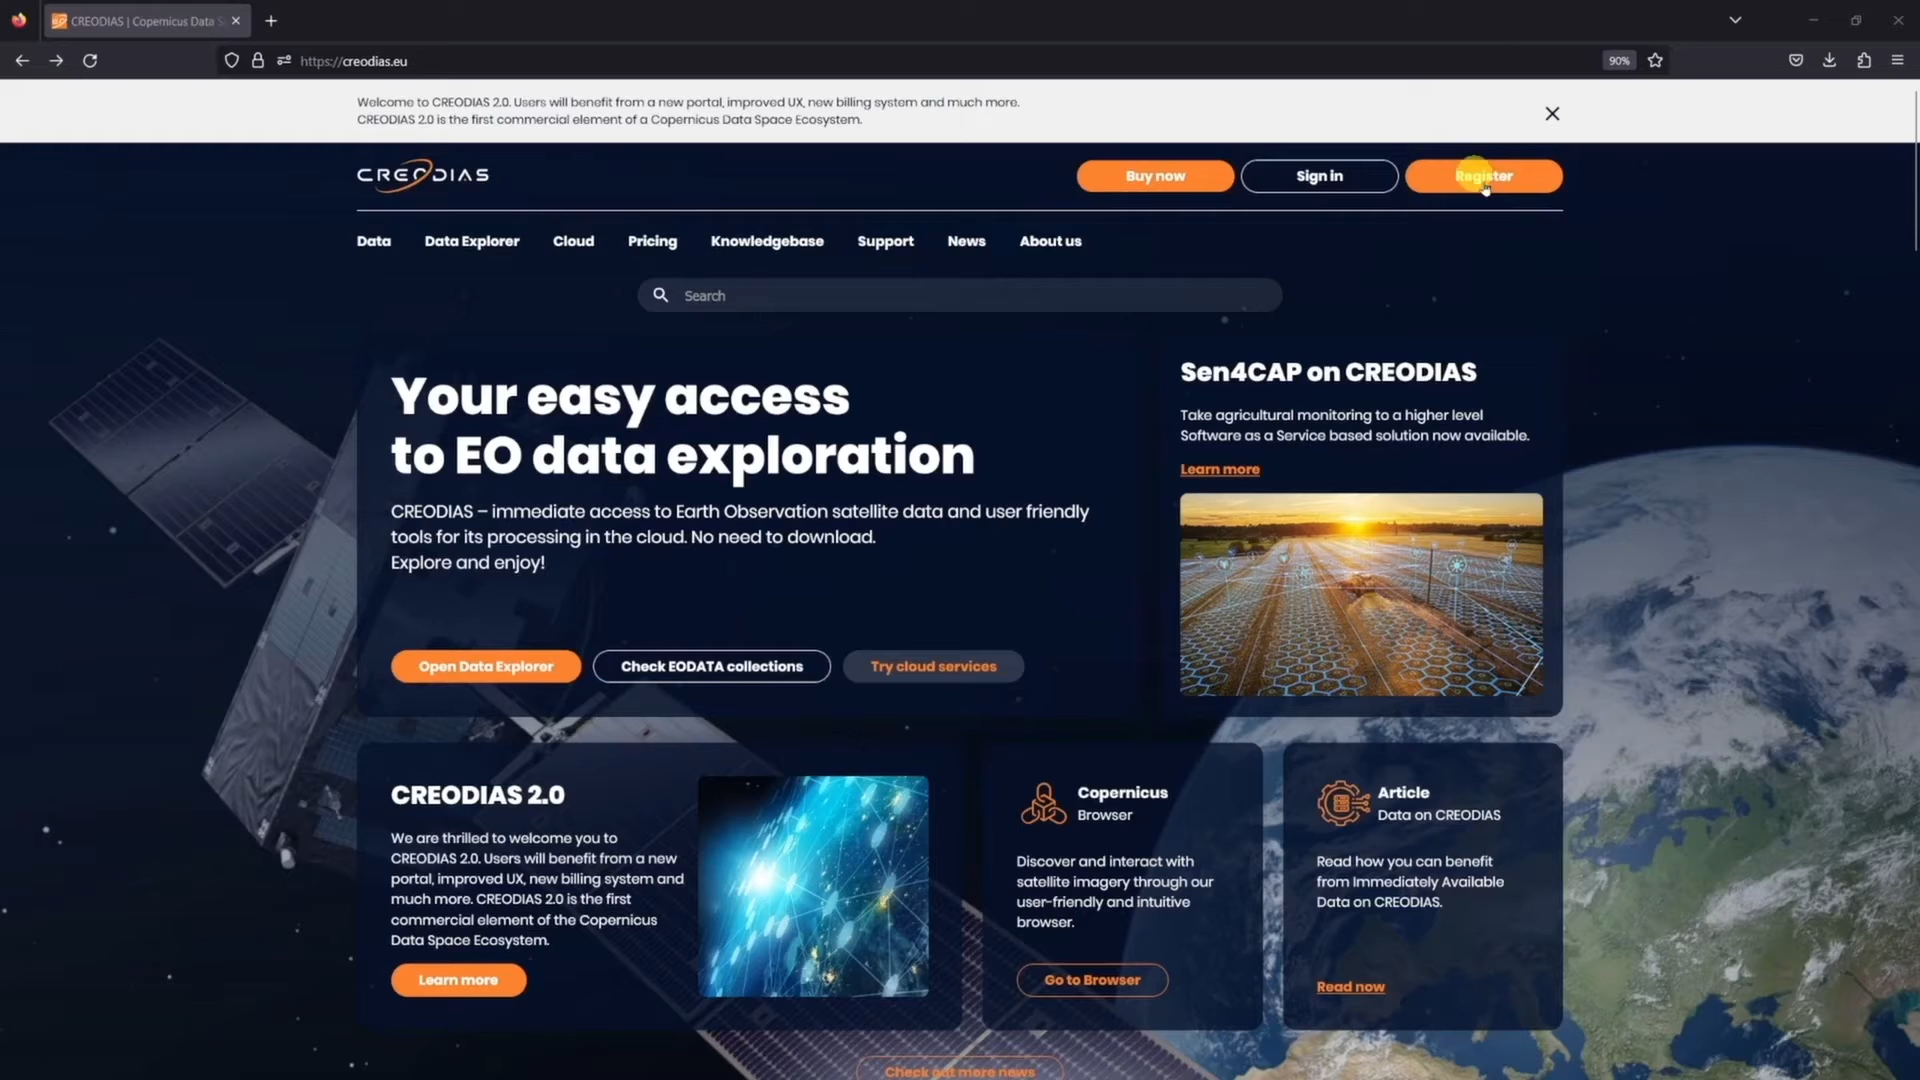 CREODIAS | Copernicus Data S
https://creodias.eu
90%
Welcome to CREODIAS 2.0. Users will benefit from a new portal, improved UX, new billing system and much more.
CREODIAS 2.0 is the first commercial element of a Copernicus Data Space Ecosystem.
CREODIAS
Buy now
Sign in
Register
Data
Data Explorer
Cloud
Pricing
Knowledgebase
Support
News
About us
Search
Your easy access
to EO data exploration
CREODIAS – immediate access to Earth Observation satellite data and user friendly
tools for its processing in the cloud. No need to download.
Explore and enjoy!
Open Data Explorer
Check EODATA collections
Try cloud services
Sen4CAP on CREODIAS
Take agricultural monitoring to a higher level
Software as a Service based solution now available.
Learn more
CREODIAS 2.0
We are thrilled to welcome you to
CREODIAS 2.0. Users will benefit from a new
portal, improved UX, new billing system and
much more. CREODIAS 2.0 is the first
commercial element of the Copernicus
Data Space Ecosystem.
Learn more
Copernicus
Browser
Discover and interact with
satellite imagery through our
user-friendly and intuitive
browser.
Go to Browser
Article
Data on CREODIAS
Read how you can benefit
from Immediately Available
Data on CREODIAS.
Read now
Check out more news